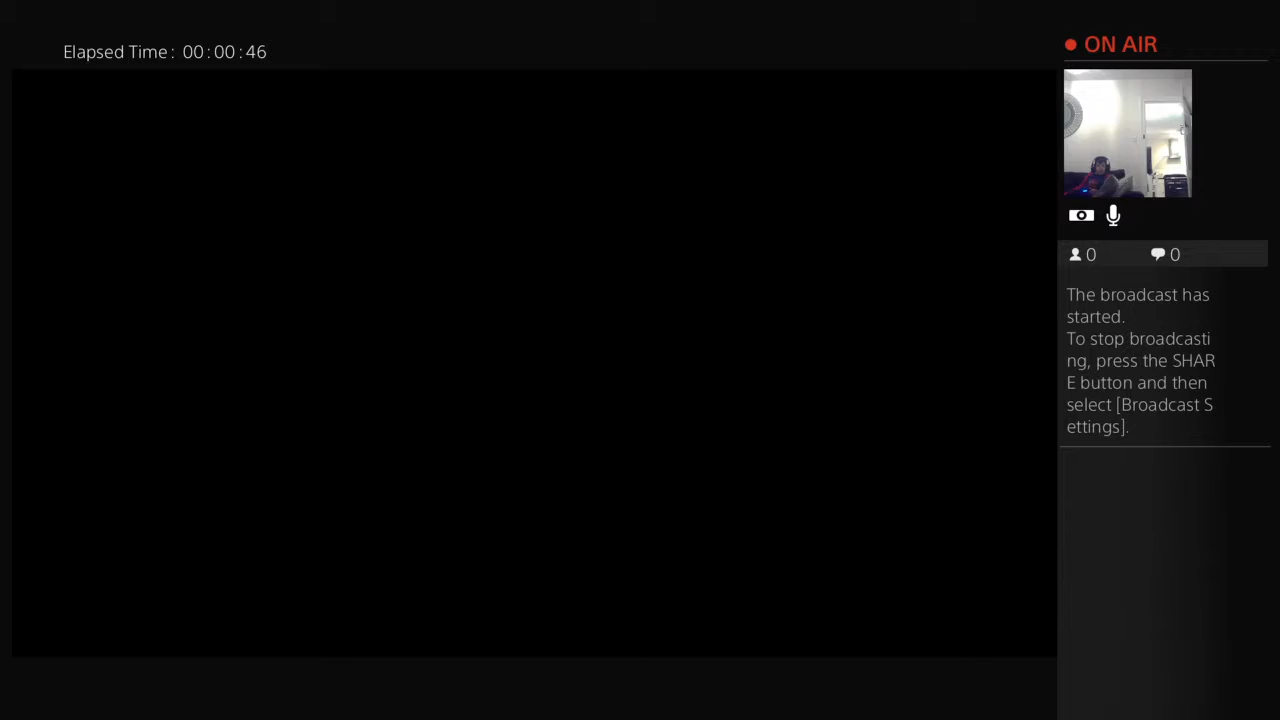 Elapsed Time: 00:00:46
ON AIR
0 0
The broadcast has
started.
To stop broadcasti
ng, press the SHAR
E button and then
select [Broadcast S
ettings].